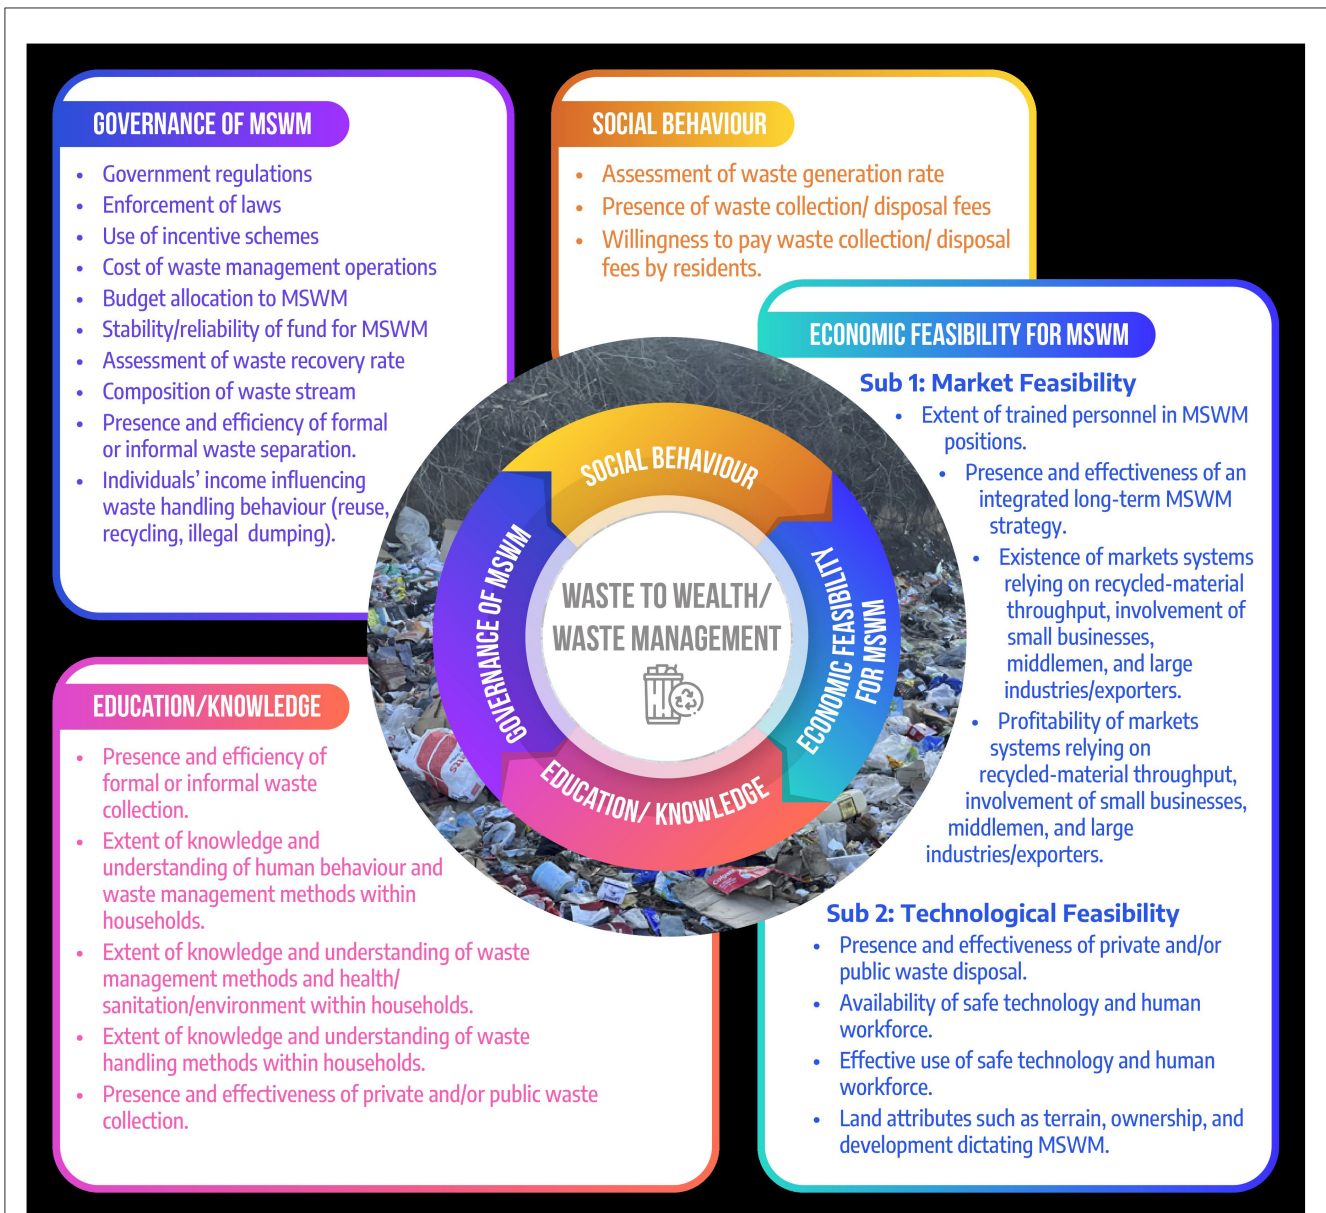 GOVERNANCE OF MSWM
• Government regulations
• Enforcement of laws
• Use of incentive schemes
• Cost of waste management operations
• Budget allocation to MSWM
• Stability/reliability of fund for MSWM
• Assessment of waste recovery rate
• Composition of waste stream
• Presence and efficiency of formal
or informal waste separation.
• Individuals' income influencing
waste handling behaviour (reuse,
recycling, illegal dumping).
SOCIAL BEHAVIOUR
• Assessment of waste generation rate
• Presence of waste collection/ disposal fees
• Willingness to pay waste collection/ disposal
fees by residents.
ECONOMIC FEASIBILITY FOR MSWM
Sub 1: Market Feasibility
• Extent of trained personnel in MSWM
positions.
• Presence and effectiveness of an
integrated long-term MSWM
strategy.
• Existence of markets systems
relying on recycled-material
throughput, involvement of
small businesses,
middlemen, and large
industries/exporters.
• Profitability of markets
systems relying on
recycled-material throughput,
involvement of small businesses,
middlemen, and large
industries/exporters.
Sub 2: Technological Feasibility
• Presence and effectiveness of private and/or
public waste disposal.
• Availability of safe technology and human
workforce.
• Effective use of safe technology and human
workforce.
• Land attributes such as terrain, ownership, and
development dictating MSWM.
EDUCATION/KNOWLEDGE
• Presence and efficiency of
formal or informal waste
collection.
• Extent of knowledge and
understanding of human behaviour and
waste management methods within
households.
• Extent of knowledge and understanding of waste
management methods and health/
sanitation/environment within households.
• Extent of knowledge and understanding of waste
handling methods within households.
• Presence and effectiveness of private and/or public waste
collection.
SOCIAL BEHAVIOUR
GOVERNANCE OF MSWM
ECONOMIC FEASIBILITY
FOR MSWM
EDUCATION/ KNOWLEDGE
WASTE TO WEALTH/
WASTE MANAGEMENT